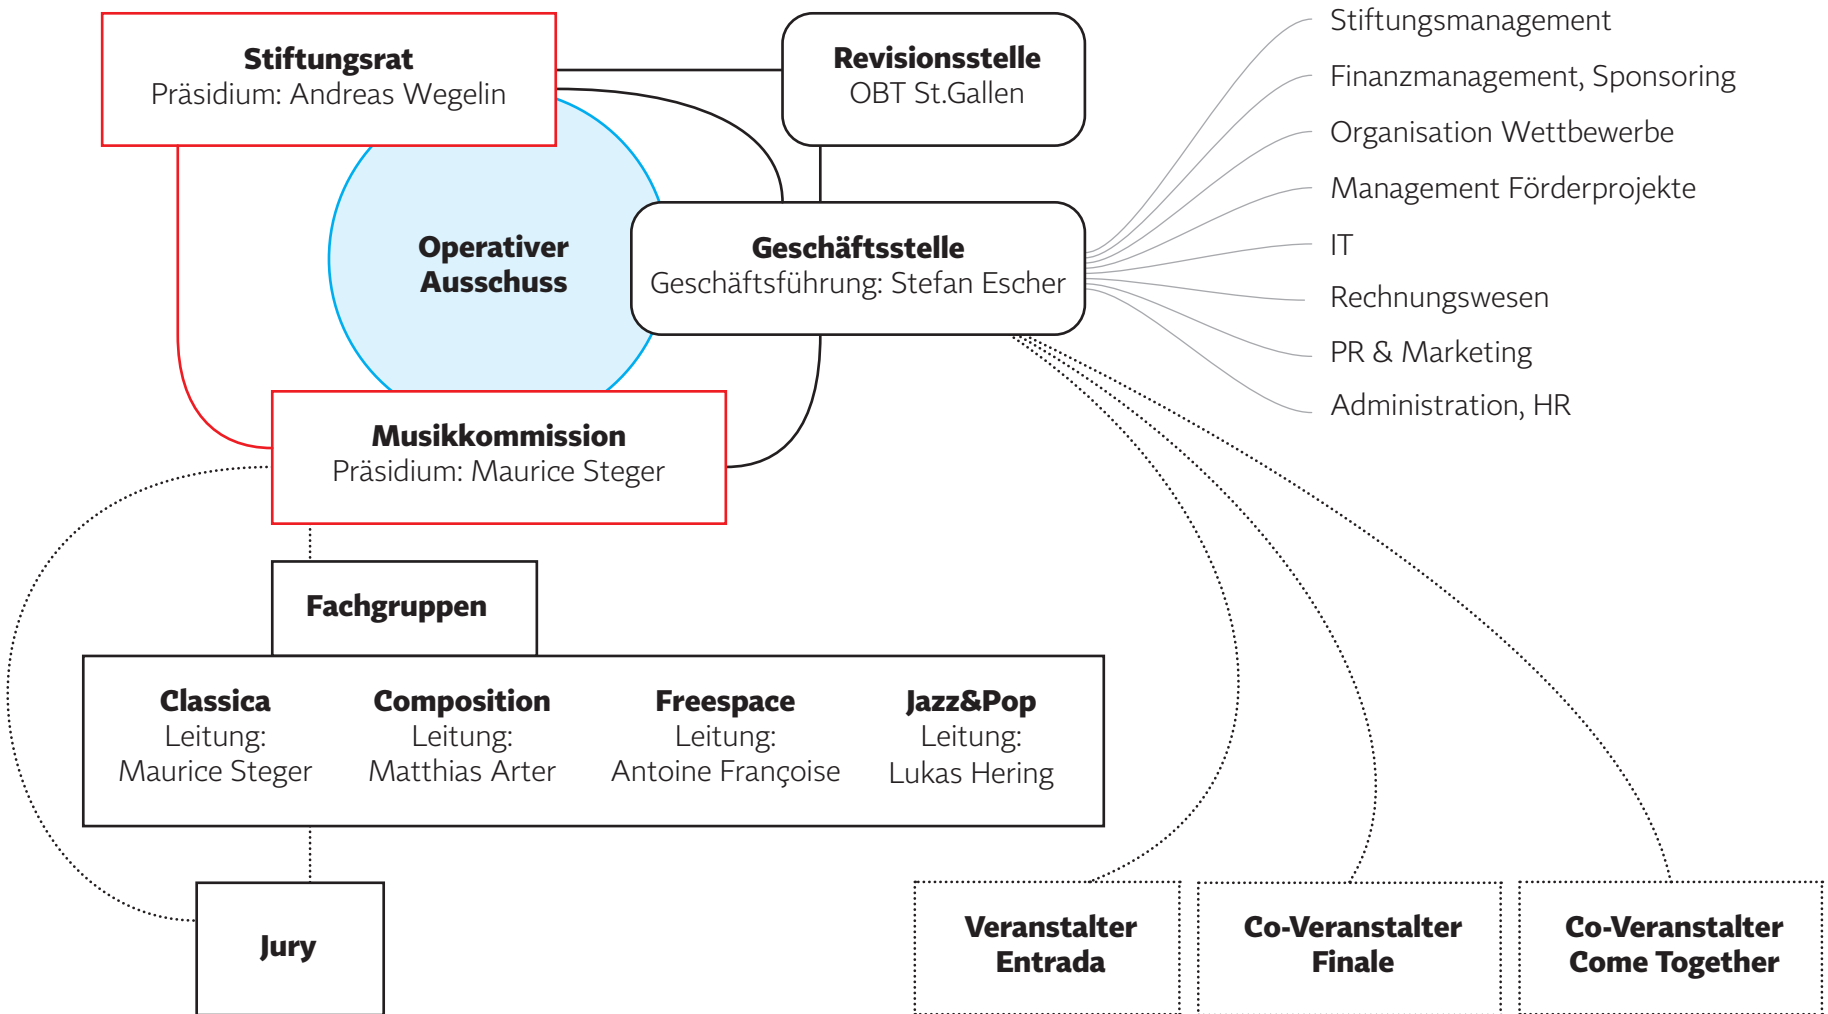 Stiftungsrat
Präsidium: Andreas Wegelin
Revisionsstelle
OBT St.Gallen
Stiftungsmanagement
Finanzmanagement, Sponsoring
Organisation Wettbewerbe
Management Förderprojekte
IT
Rechnungswesen
PR & Marketing
Administration, HR
Operativer
Ausschuss
Geschäftsstelle
Geschäftsführung: Stefan Escher
Musikkommission
Präsidium: Maurice Steger
Fachgruppen
Classica
Leitung:
Maurice Steger
Composition
Leitung:
Matthias Arter
Freespace
Leitung:
Antoine Françoise
Jazz&Pop
Leitung:
Lukas Hering
Jury
Veranstalter
Entrada
Co-Veranstalter
Finale
Co-Veranstalter
Come Together